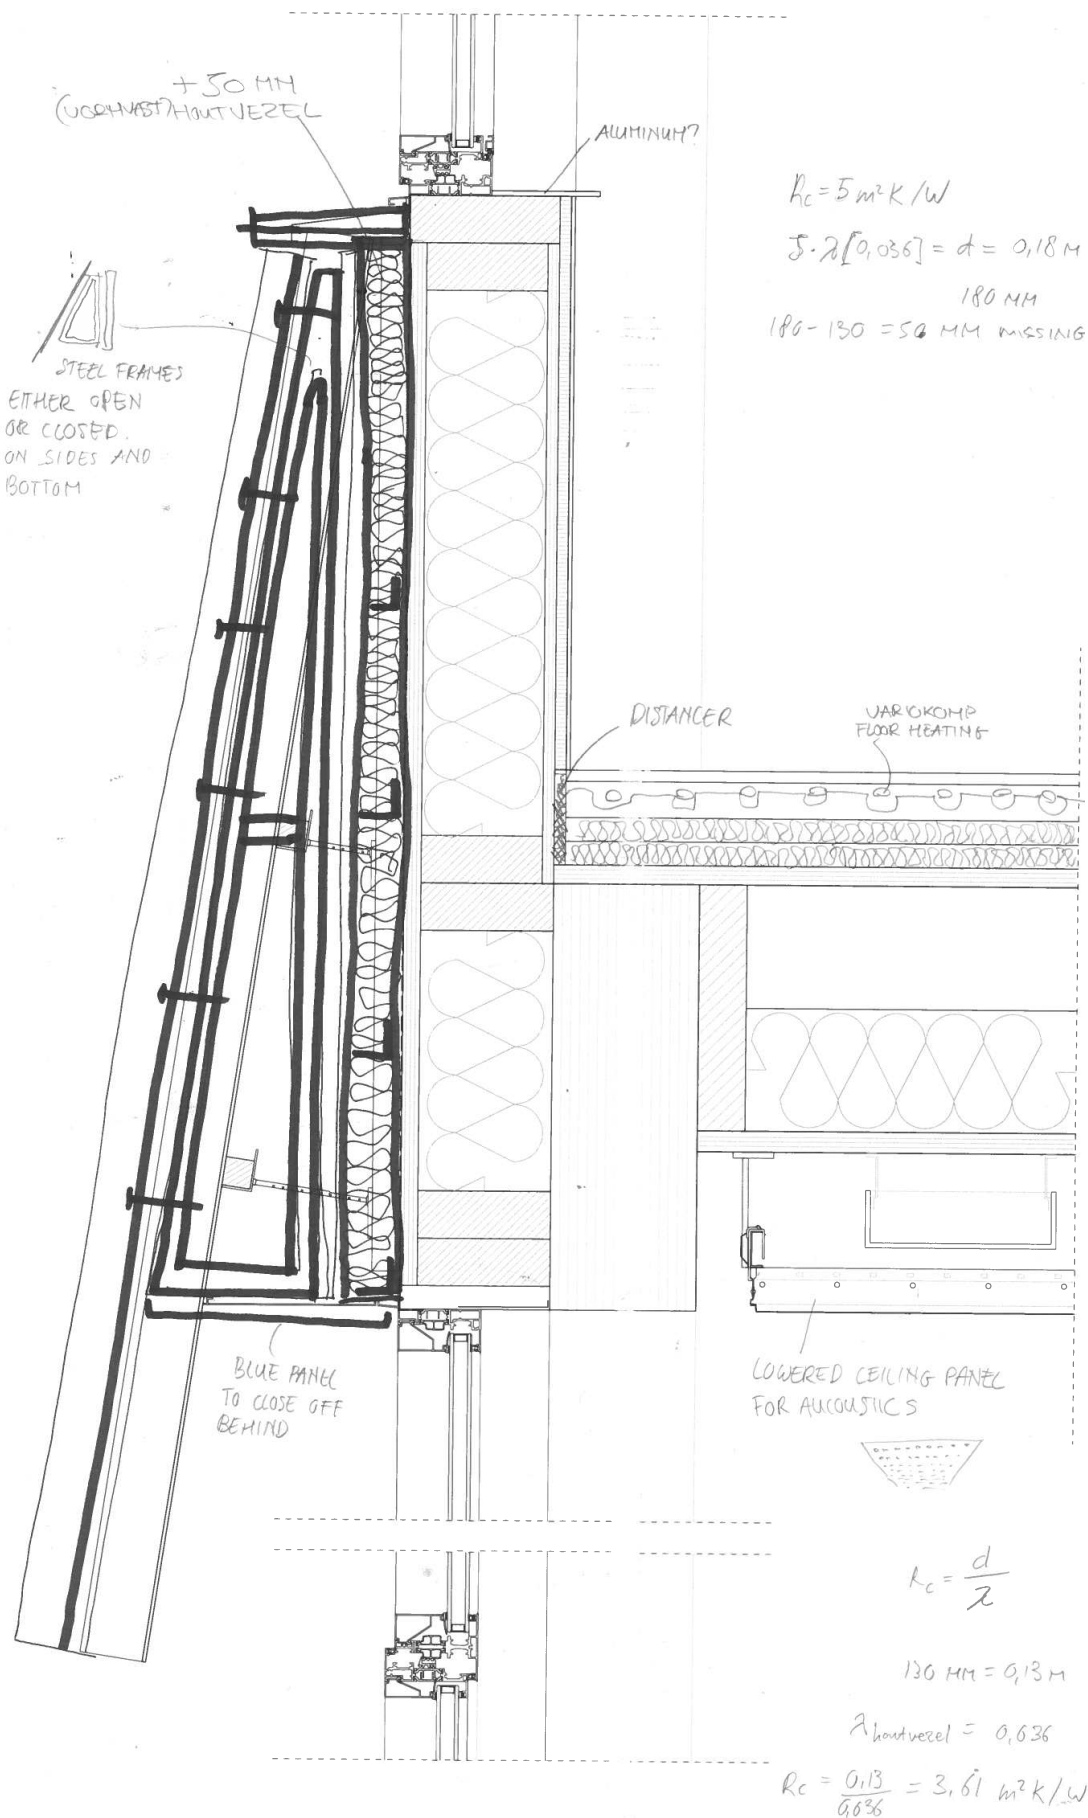 +50 MM
(VORMVAST) HOUTVEZEL
ALUMINUM?
Rc = 5 m²K/W
5·λ[0,036] = d = 0,18 M
180 MM
180-130 = 50 MM MISSING
STEEL FRAMES
EITHER OPEN
OR CLOSED.
ON SIDES AND
BOTTOM
DISTANCER
VARIOKOMP
FLOOR HEATING
BLUE PANEL
TO CLOSE OFF
BEHIND
LOWERED CEILING PANEL
FOR AUCOUSTICS
Rc = d/λ
130 MM = 0,13 M
λhoutvezel = 0,036
Rc = 0,13/0,036 = 3,61 m²K/W